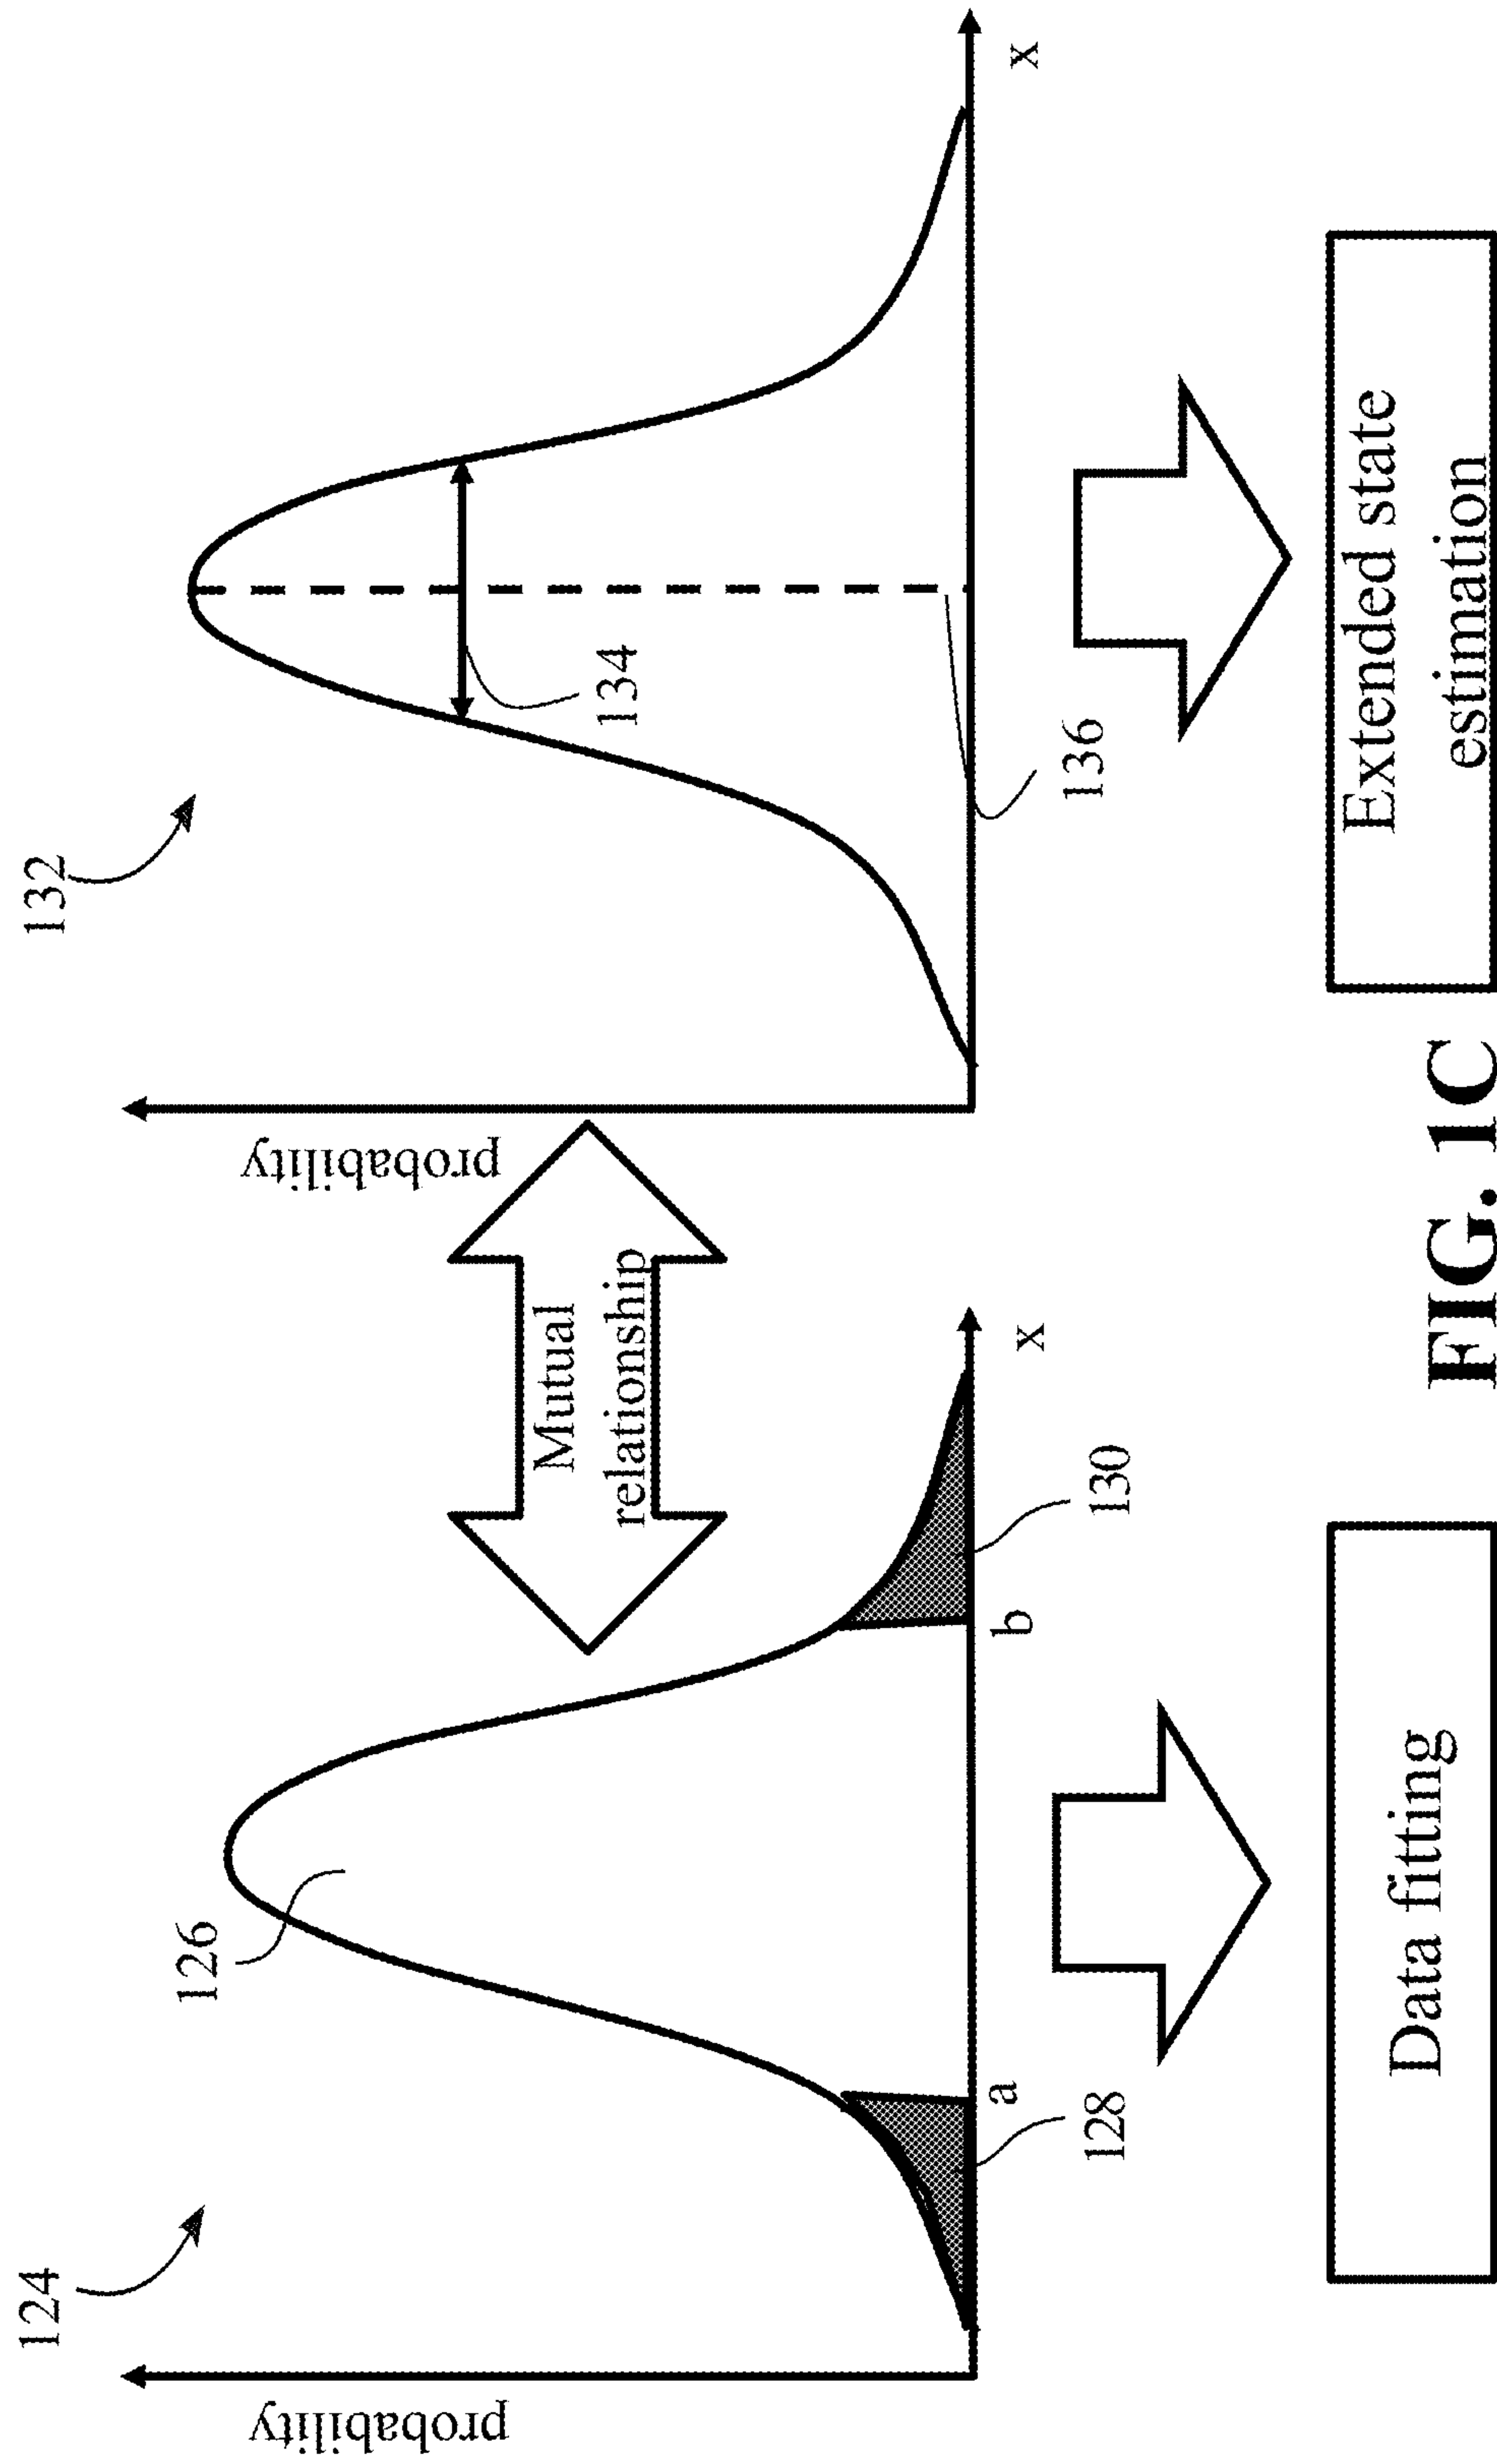 124
132
126
probability
probability
Mutual
relationship
134
a
b
x
x
128
130
136
Data fitting
Extended state
estimation
FIG. 1C